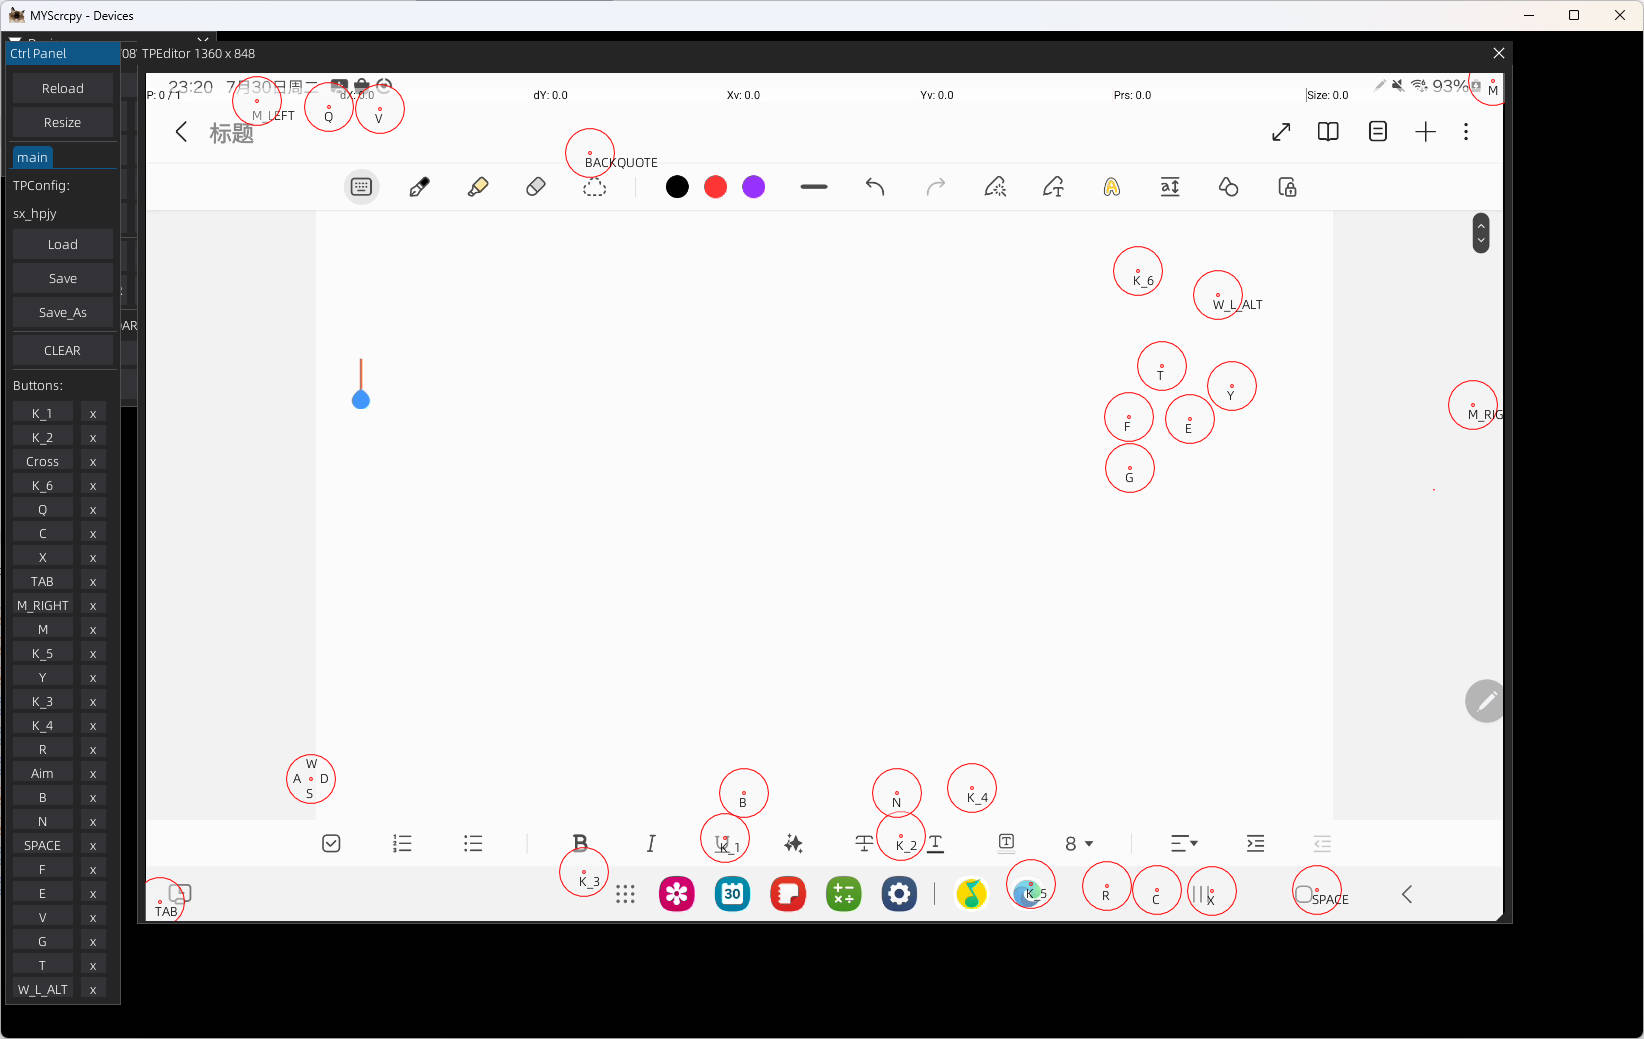 MYScrcpy - Devices
Ctrl Panel
TPEditor 1360 x 848
Reload
Resize
main
TPConfig:
sx_hpjy
Load
Save
Save_As
CLEAR
Buttons:
K_1 x
K_2 x
Cross x
K_6 x
Q x
C x
X x
TAB x
M_RIGHT x
M x
K_5 x
Y x
K_3 x
K_4 x
R x
Aim x
B x
N x
SPACE x
F x
E x
V x
G x
T x
W_L_ALT x
23:20 7月30日周二
93%
P: 0 / 1
dX: 0.0
dY: 0.0
Xv: 0.0
Yv: 0.0
Prs: 0.0
Size: 0.0
M
M_LEFT
Q
V
标题
BACKQUOTE
K_6
W_L_ALT
T
Y
F
E
M_RIG
G
W
A D
S
B
N
K_4
B
I
U
K_1
T
K_2
T
T
8
K_3
30
K_5
R
C
X
SPACE
TAB